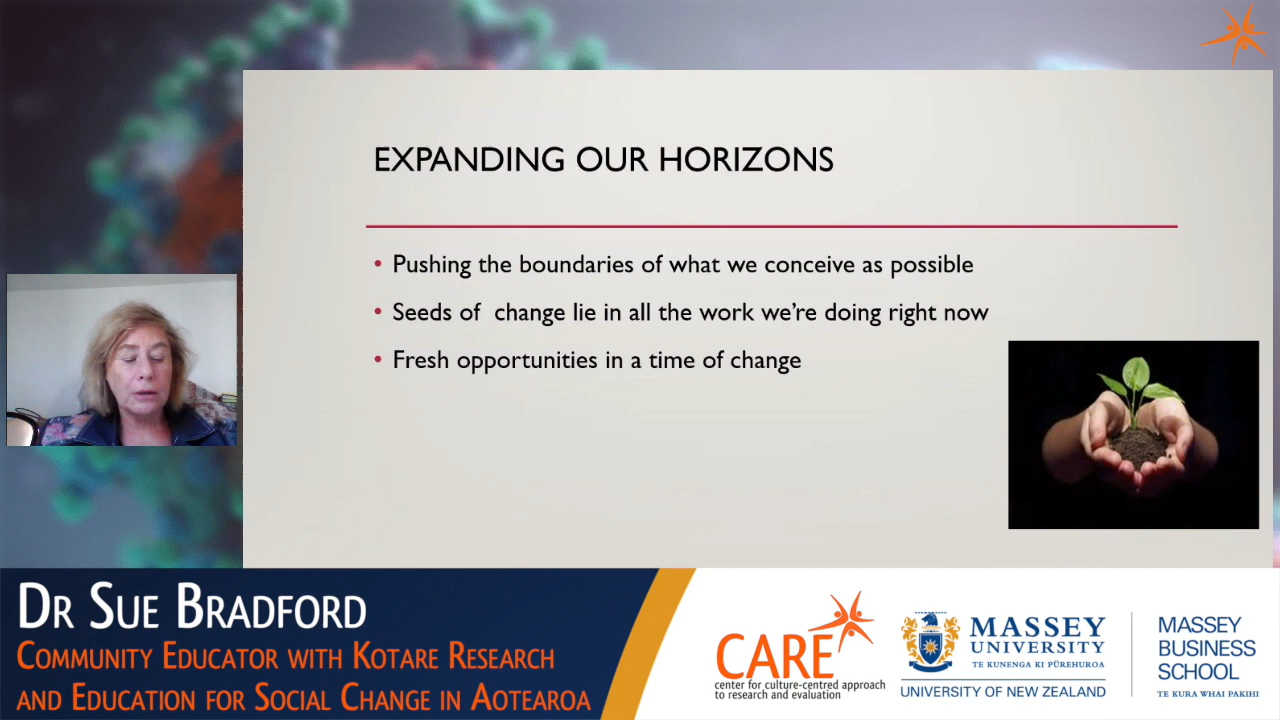 EXPANDING OUR HORIZONS
• Pushing the boundaries of what we conceive as possible
• Seeds of change lie in all the work we're doing right now
• Fresh opportunities in a time of change
DR SUE BRADFORD
COMMUNITY EDUCATOR WITH KOTARE RESEARCH
AND EDUCATION FOR SOCIAL CHANGE IN AOTEAROA
CARE
center for culture-centred approach
to research and evaluation
MASSEY
UNIVERSITY
TE KUNENGA KI PŪREHUROA
UNIVERSITY OF NEW ZEALAND
MASSEY
BUSINESS
SCHOOL
TE KURA WHAI PAKIHI